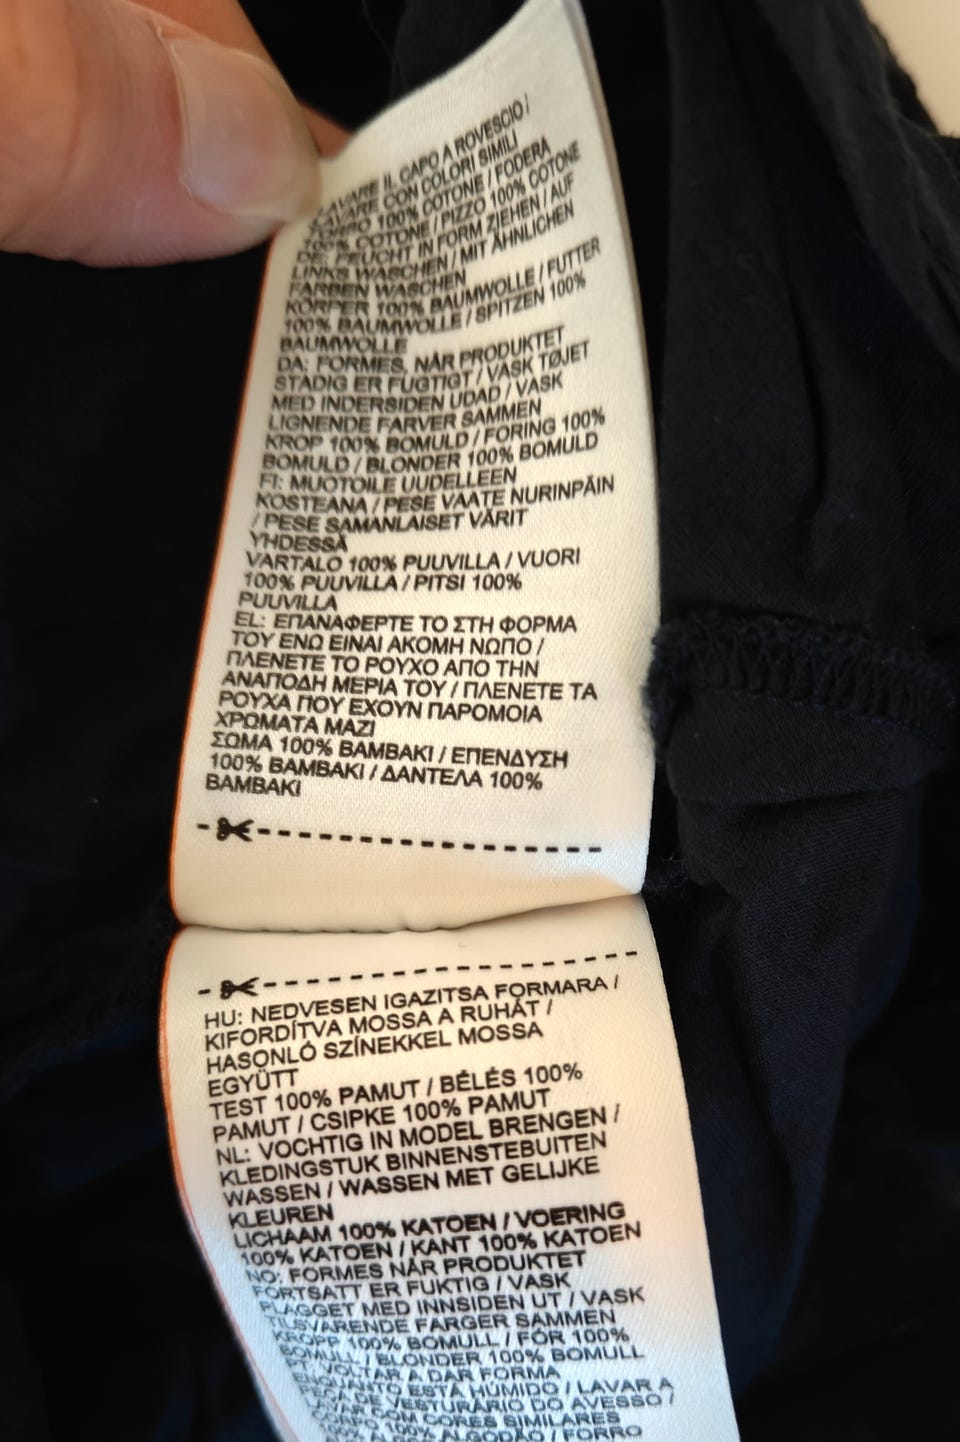 LAVARE IL CAPO A ROVESCIO /
LAVARE CON COLORI SIMILI
CORPO 100% COTONE / FODERA
100% COTONE / PIZZO 100% COTONE
DE: FEUCHT IN FORM ZIEHEN / AUF
LINKS WASCHEN / MIT ÄHNLICHEN
FARBEN WASCHEN
KÖRPER 100% BAUMWOLLE / FUTTER
100% BAUMWOLLE / SPITZEN 100%
BAUMWOLLE
DA: FORMES, NÅR PRODUKTET
STADIG ER FUGTIGT / VASK TØJET
MED INDERSIDEN UDAD / VASK
LIGNENDE FARVER SAMMEN
KROP 100% BOMULD / FORING 100%
BOMULD / BLONDER 100% BOMULD
FI: MUOTOILE UUDELLEEN
KOSTEANA / PESE VAATE NURINPÄIN
/ PESE SAMANLAISET VÄRIT
YHDESSÄ
VARTALO 100% PUUVILLA / VUORI
100% PUUVILLA / PITSI 100%
PUUVILLA
EL: ΕΠΑΝΑΦΕΡΤΕ ΤΟ ΣΤΗ ΦΟΡΜΑ
ΤΟΥ ΕΝΩ ΕΙΝΑΙ ΑΚΟΜΗ ΝΩΠΟ /
ΠΛΕΝΕΤΕ ΤΟ ΡΟΥΧΟ ΑΠΟ ΤΗΝ
ΑΝΑΠΟΔΗ ΜΕΡΙΑ ΤΟΥ / ΠΛΕΝΕΤΕ ΤΑ
ΡΟΥΧΑ ΠΟΥ ΕΧΟΥΝ ΠΑΡΟΜΟΙΑ
ΧΡΩΜΑΤΑ ΜΑΖΙ
ΣΩΜΑ 100% ΒΑΜΒΑΚΙ / ΕΠΕΝΔΥΣΗ
100% ΒΑΜΒΑΚΙ / ΔΑΝΤΕΛΑ 100%
ΒΑΜΒΑΚΙ
HU: NEDVESEN IGAZITSA FORMARA /
KIFORDÍTVA MOSSA A RUHÁT /
HASONLÓ SZÍNEKKEL MOSSA
EGYÜTT
TEST 100% PAMUT / BÉLÉS 100%
PAMUT / CSIPKE 100% PAMUT
NL: VOCHTIG IN MODEL BRENGEN /
KLEDINGSTUK BINNENSTEBUITEN
WASSEN / WASSEN MET GELIJKE
KLEUREN
LICHAAM 100% KATOEN / VOERING
100% KATOEN / KANT 100% KATOEN
NO: FORMES NÅR PRODUKTET
FORTSATT ER FUKTIG / VASK
PLAGGET MED INNSIDEN UT / VASK
TILSVARENDE FARGER SAMMEN
KROPP 100% BOMULL / FÔR 100%
BOMULL / BLONDER 100% BOMULL
PT: VOLTAR A DAR FORMA
ENQUANTO ESTÁ HÚMIDO / LAVAR A
PEÇA DE VESTUÁRIO DO AVESSO /
LAVAR COM CORES SIMILARES
CORPO 100% ALGODÃO / FORRO